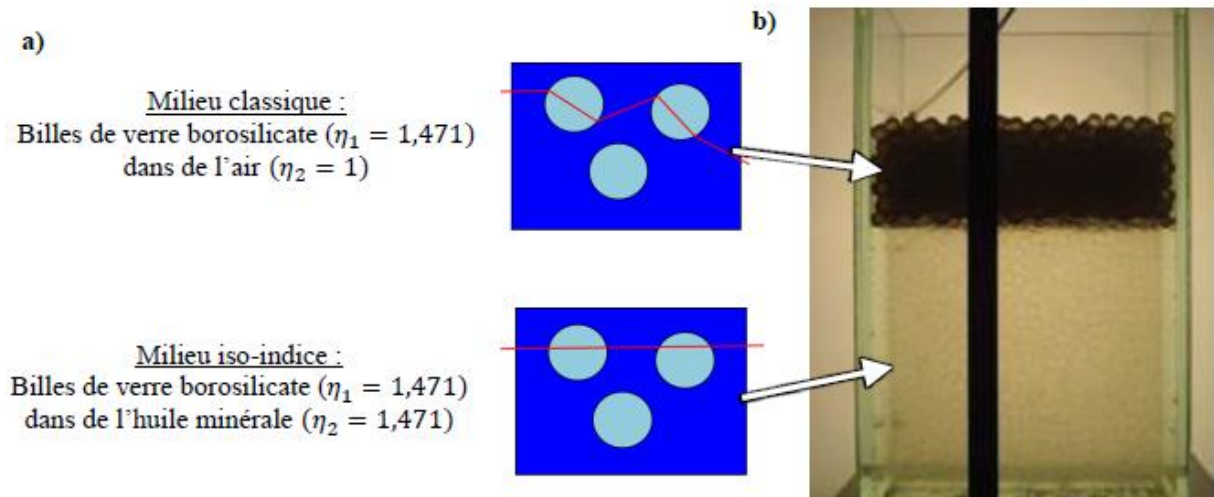 a)
Milieu classique :
Billes de verre borosilicate (η₁ = 1,471)
dans de l’air (η₂ = 1)
Milieu iso-indice :
Billes de verre borosilicate (η₁ = 1,471)
dans de l’huile minérale (η₂ = 1,471)
b)